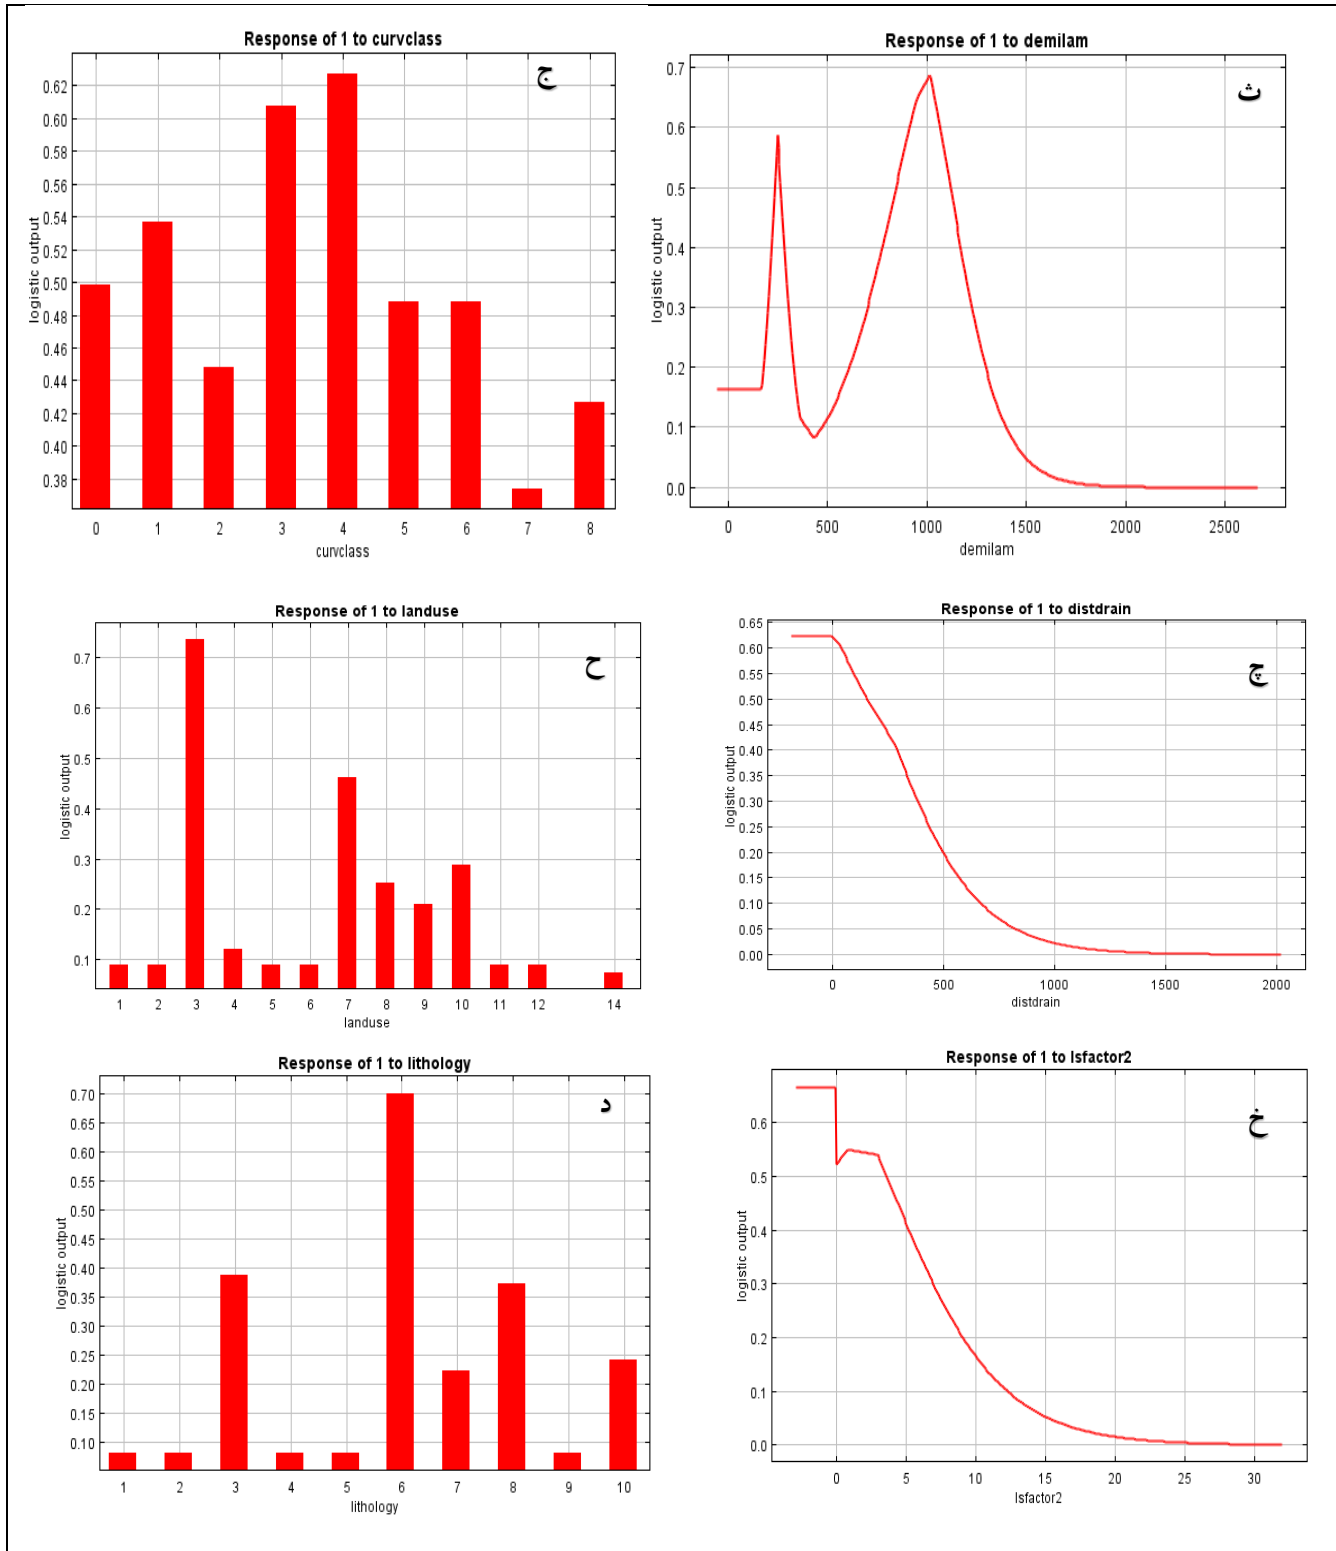 Response of 1 to curvclass
ج
logistic output
0.62
0.60
0.58
0.56
0.54
0.52
0.50
0.48
0.46
0.44
0.42
0.40
0.38
0 1 2 3 4 5 6 7 8
curvclass
Response of 1 to demilam
ث
logistic output
0.7
0.6
0.5
0.4
0.3
0.2
0.1
0.0
0 500 1000 1500 2000 2500
demilam
Response of 1 to landuse
ح
logistic output
0.7
0.6
0.5
0.4
0.3
0.2
0.1
1 2 3 4 5 6 7 8 9 10 11 12 14
landuse
Response of 1 to distdrain
چ
logistic output
0.65
0.60
0.55
0.50
0.45
0.40
0.35
0.30
0.25
0.20
0.15
0.10
0.05
0.00
0 500 1000 1500 2000
distdrain
Response of 1 to lithology
د
logistic output
0.70
0.65
0.60
0.55
0.50
0.45
0.40
0.35
0.30
0.25
0.20
0.15
0.10
1 2 3 4 5 6 7 8 9 10
lithology
Response of 1 to lsfactor2
خ
logistic output
0.6
0.5
0.4
0.3
0.2
0.1
0.0
0 5 10 15 20 25 30
lsfactor2